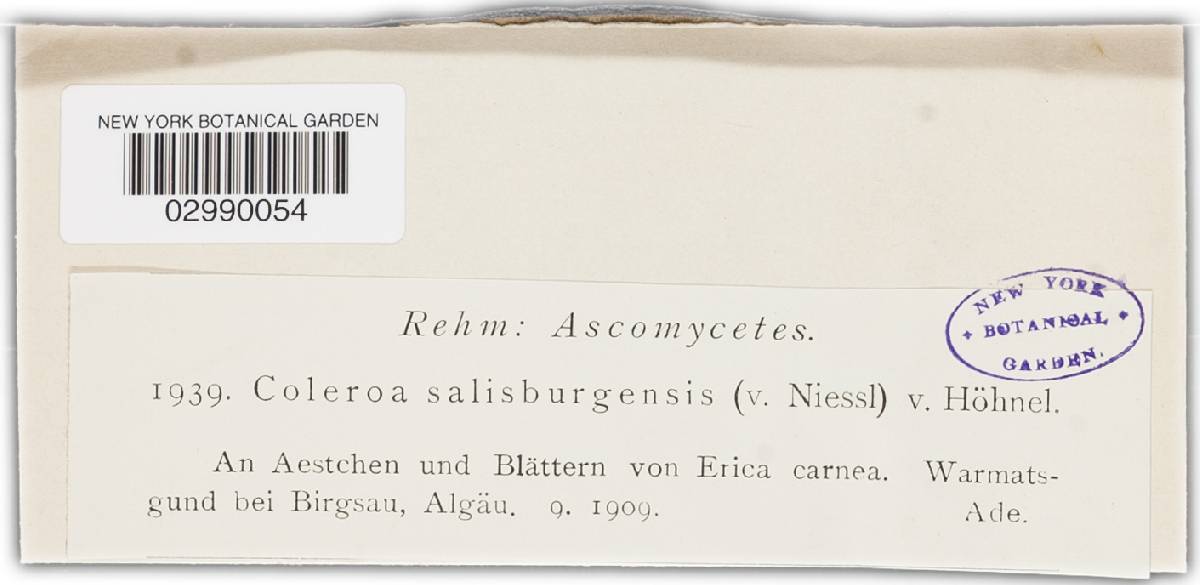 NEW YORK BOTANICAL GARDEN
02990054
NEW YORK
BOTANICAL
GARDEN.
Rehm: Ascomycetes.
1939. Coleroa salisburgensis (v. Niessl) v. Höhnel.
An Aestchen und Blättern von Erica carnea. Warmats-
gund bei Birgsau, Algäu. 9. 1909. Ade.